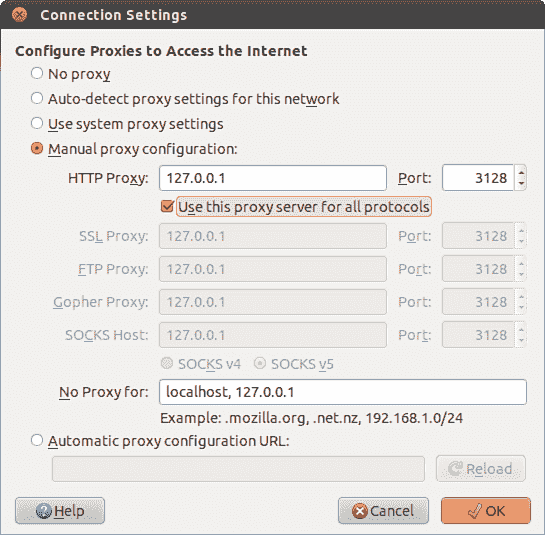 Connection Settings
Configure Proxies to Access the Internet
No proxy
Auto-detect proxy settings for this network
Use system proxy settings
Manual proxy configuration:
HTTP Proxy: 127.0.0.1 Port: 3128
Use this proxy server for all protocols
SSL Proxy: 127.0.0.1 Port: 3128
FTP Proxy: 127.0.0.1 Port: 3128
Gopher Proxy: 127.0.0.1 Port: 3128
SOCKS Host: 127.0.0.1 Port: 3128
SOCKS v4 SOCKS v5
No Proxy for: localhost, 127.0.0.1
Example: .mozilla.org, .net.nz, 192.168.1.0/24
Automatic proxy configuration URL:
Reload
Help Cancel OK